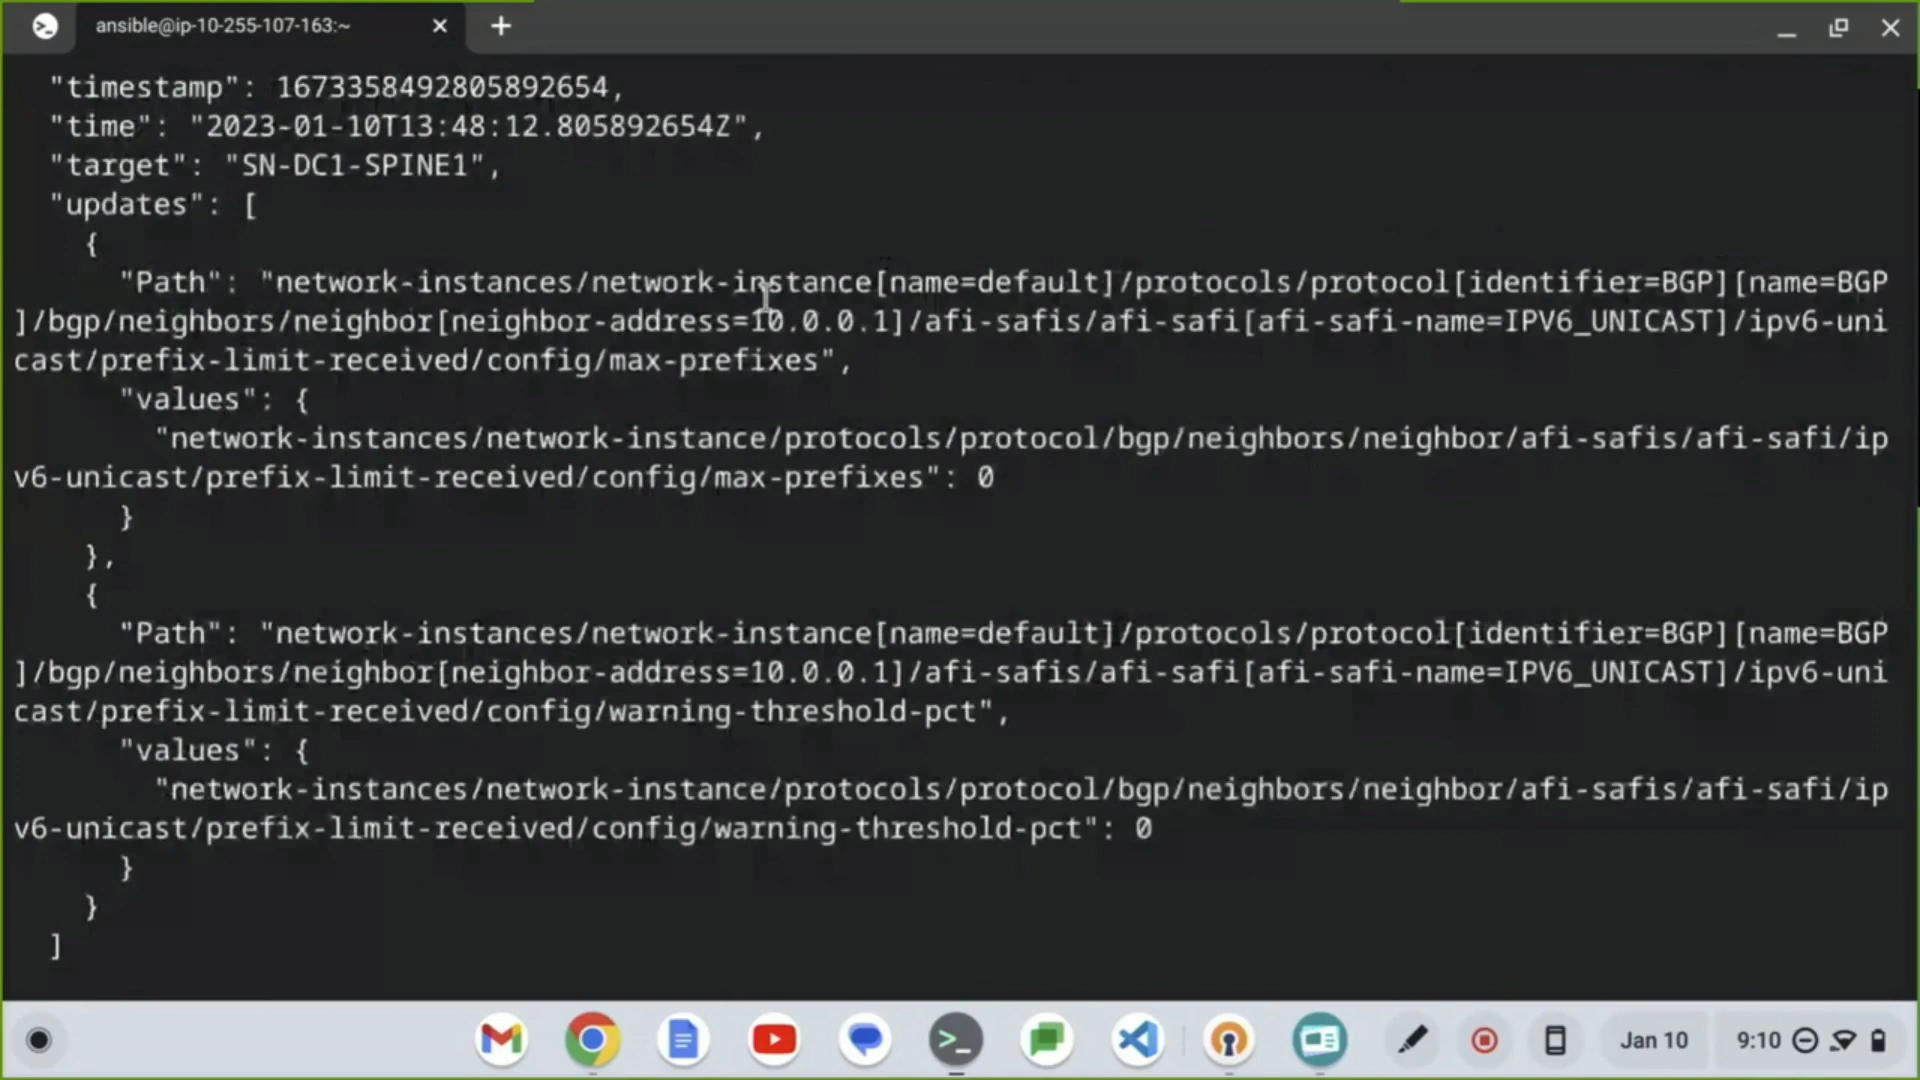 ansible@ip-10-255-107-163:~
"timestamp": 1673358492805892654,
"time": "2023-01-10T13:48:12.805892654Z",
"target": "SN-DC1-SPINE1",
"updates": [
{
"Path": "network-instances/network-instance[name=default]/protocols/protocol[identifier=BGP][name=BGP
]/bgp/neighbors/neighbor[neighbor-address=10.0.0.1]/afi-safis/afi-safi[afi-safi-name=IPV6_UNICAST]/ipv6-uni
cast/prefix-limit-received/config/max-prefixes",
"values": {
"network-instances/network-instance/protocols/protocol/bgp/neighbors/neighbor/afi-safis/afi-safi/ip
v6-unicast/prefix-limit-received/config/max-prefixes": 0
}
},
{
"Path": "network-instances/network-instance[name=default]/protocols/protocol[identifier=BGP][name=BGP
]/bgp/neighbors/neighbor[neighbor-address=10.0.0.1]/afi-safis/afi-safi[afi-safi-name=IPV6_UNICAST]/ipv6-uni
cast/prefix-limit-received/config/warning-threshold-pct",
"values": {
"network-instances/network-instance/protocols/protocol/bgp/neighbors/neighbor/afi-safis/afi-safi/ip
v6-unicast/prefix-limit-received/config/warning-threshold-pct": 0
}
}
]
Jan 10 9:10